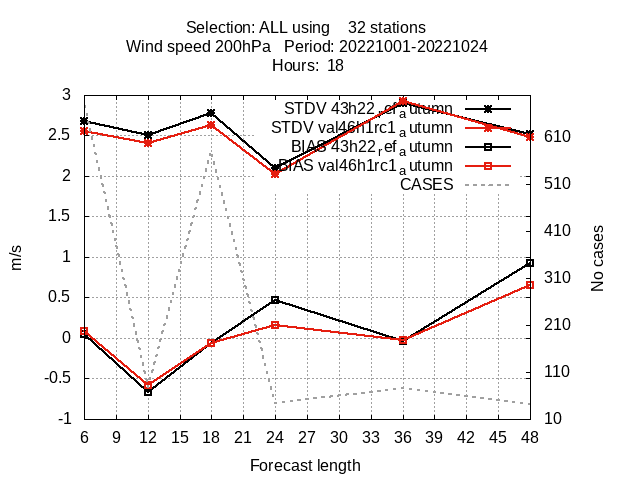 Selection: ALL using 32 stations
Wind speed 200hPa Period: 20221001-20221024
Hours: 18
STDV 43h22_ref_autumn
STDV val46h1rc1_autumn
BIAS 43h22_ref_autumn
BIAS val46h1rc1_autumn
CASES
3
2.5
2
1.5
1
0.5
0
-0.5
-1
m/s
610
510
410
310
210
110
10
No cases
6 9 12 15 18 21 24 27 30 33 36 39 42 45 48
Forecast length